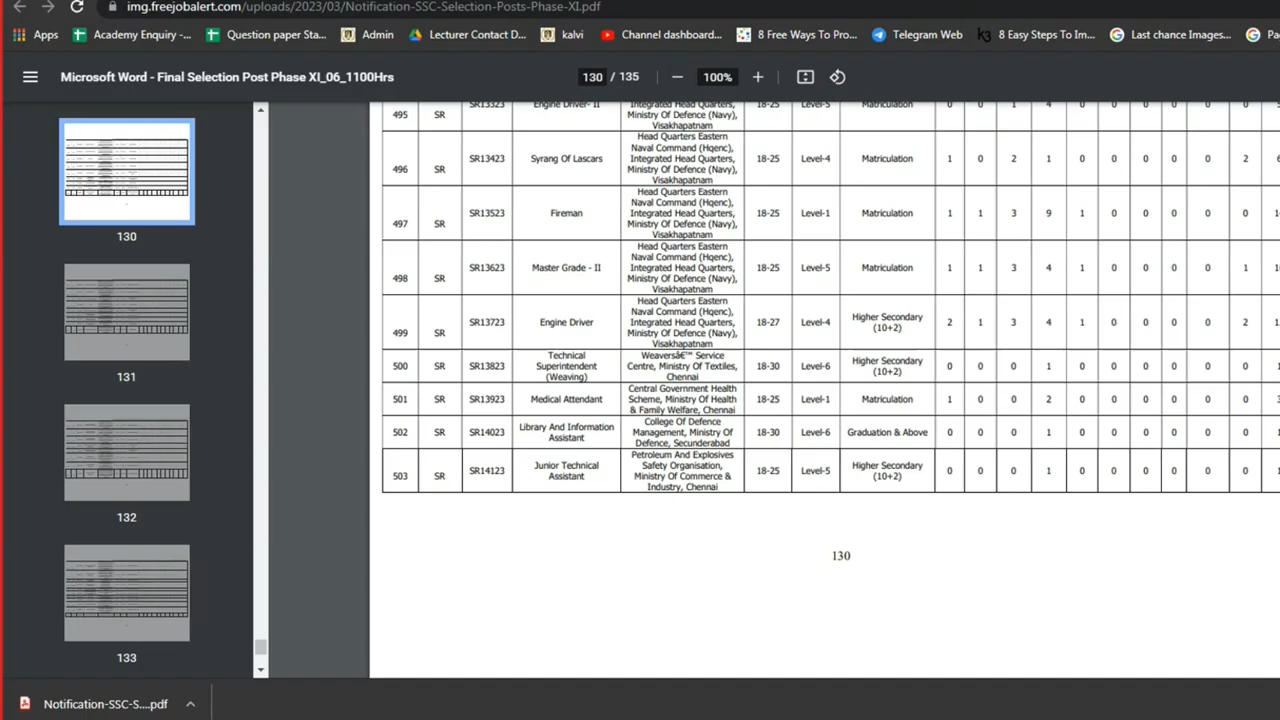 img.freejobalert.com/uploads/2023/03/Notification-SSC-Selection-Posts-Phase-XI.pdf
Apps Academy Enquiry -... Question paper Sta... Admin Lecturer Contact D... kalvi Channel dashboard... 8 Free Ways To Pro... Telegram Web k3 8 Easy Steps To Im... Last chance Images... Pa
Microsoft Word - Final Selection Post Phase XI_06_1100Hrs 130 / 135 — 100% +
130
131
132
133
495 SR SR13323 Engine Driver- II Integrated Head Quarters, 18-25 Level-5 Matriculation 0 0 1 4 0
Ministry Of Defence (Navy),
Visakhapatnam
496 SR SR13423 Syrang Of Lascars Head Quarters Eastern 18-25 Level-4 Matriculation 1 0 2 1 0 0 0 0 2
Naval Command (Hqenc),
Integrated Head Quarters,
Ministry Of Defence (Navy),
Visakhapatnam
497 SR SR13523 Fireman Head Quarters Eastern 18-25 Level-1 Matriculation 1 1 3 9 1 0 0 0 0
Naval Command (Hqenc),
Integrated Head Quarters,
Ministry Of Defence (Navy),
Visakhapatnam
498 SR SR13623 Master Grade - II Head Quarters Eastern 18-25 Level-5 Matriculation 1 1 3 4 1 0 0 0 1
Naval Command (Hqenc),
Integrated Head Quarters,
Ministry Of Defence (Navy),
Visakhapatnam
499 SR SR13723 Engine Driver Head Quarters Eastern 18-27 Level-4 Higher Secondary 2 1 3 4 1 0 0 0 2
Naval Command (Hqenc), (10+2)
Integrated Head Quarters,
Ministry Of Defence (Navy),
Visakhapatnam
500 SR SR13823 Technical Weaversâ€™ Service 18-30 Level-6 Higher Secondary 0 0 0 1 0 0 0 0 0 1
Superintendent Centre, Ministry Of Textiles, (10+2)
(Weaving) Chennai
501 SR SR13923 Medical Attendant Central Government Health 18-25 Level-1 Matriculation 1 0 0 2 0 0 0 0 0 3
Scheme, Ministry Of Health
& Family Welfare, Chennai
502 SR SR14023 Library And Information College Of Defence 18-30 Level-6 Graduation & Above 0 0 0 1 0 0 0 0 0 1
Assistant Management, Ministry Of
Defence, Secunderabad
503 SR SR14123 Junior Technical Petroleum And Explosives 18-25 Level-5 Higher Secondary 0 0 0 1 0 0 0 0 0 1
Assistant Safety Organisation, (10+2)
Ministry Of Commerce &
Industry, Chennai
130
Notification-SSC-S....pdf